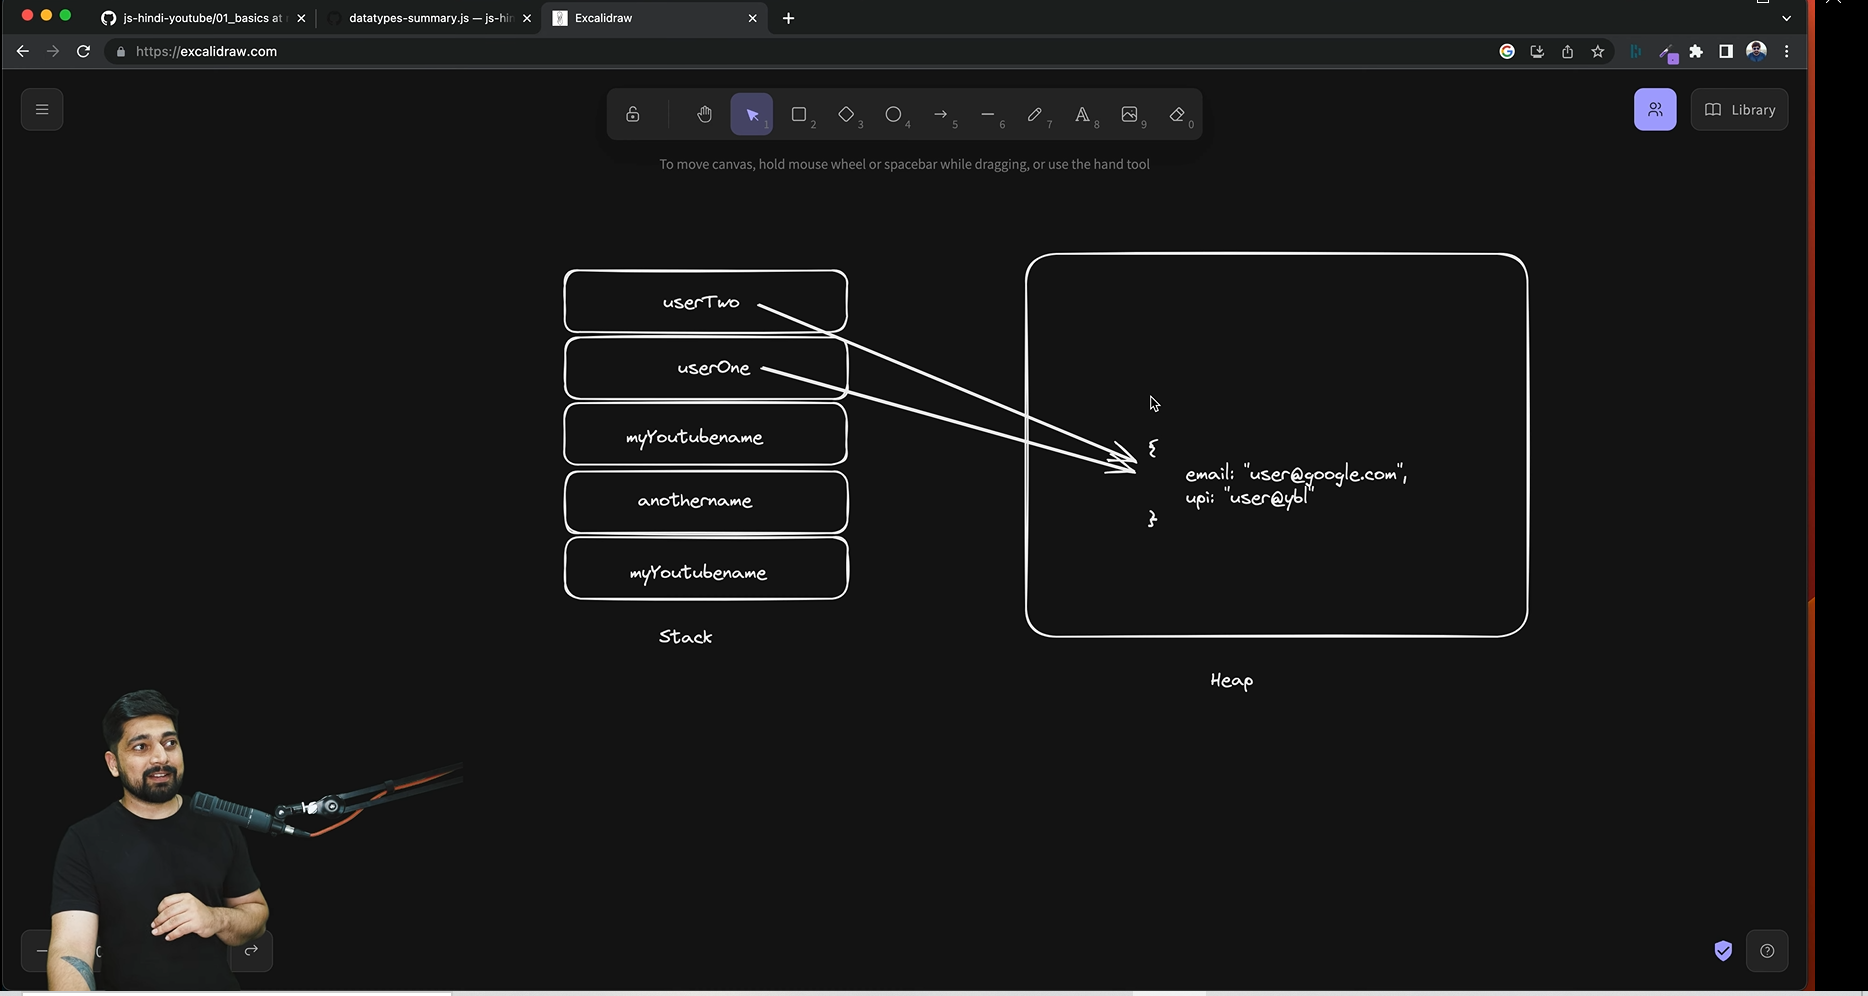 js-hindi-youtube/01_basics at
datatypes-summary.js — js-hin
Excalidraw
https://excalidraw.com
1
2
3
4
5
6
7
8
9
0
Library
To move canvas, hold mouse wheel or spacebar while dragging, or use the hand tool
userTwo
userOne
myYoutubename
anothername
myYoutubename
Stack
{
email: "user@google.com",
upi: "user@ybl"
}
Heap